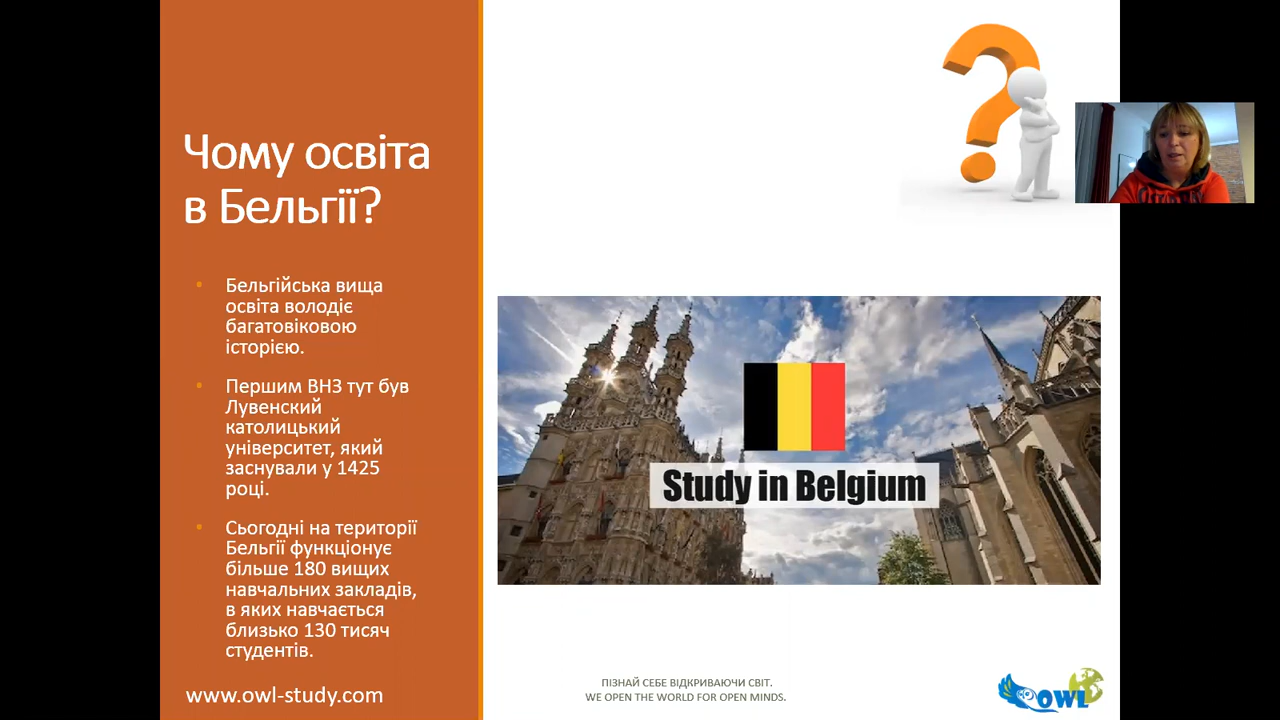 Чому освіта
в Бельгії?
Бельгійська вища
освіта володіє
багатовіковою
історією.
Першим ВНЗ тут був
Лувенский
католицький
університет, який
заснували у 1425
році.
Сьогодні на території
Бельгії функціонує
більше 180 вищих
навчальних закладів,
в яких навчається
близько 130 тисяч
студентів.
www.owl-study.com
Study in Belgium
ПІЗНАЙ СЕБЕ ВІДКРИВАЮЧИ СВІТ.
WE OPEN THE WORLD FOR OPEN MINDS.
OWL